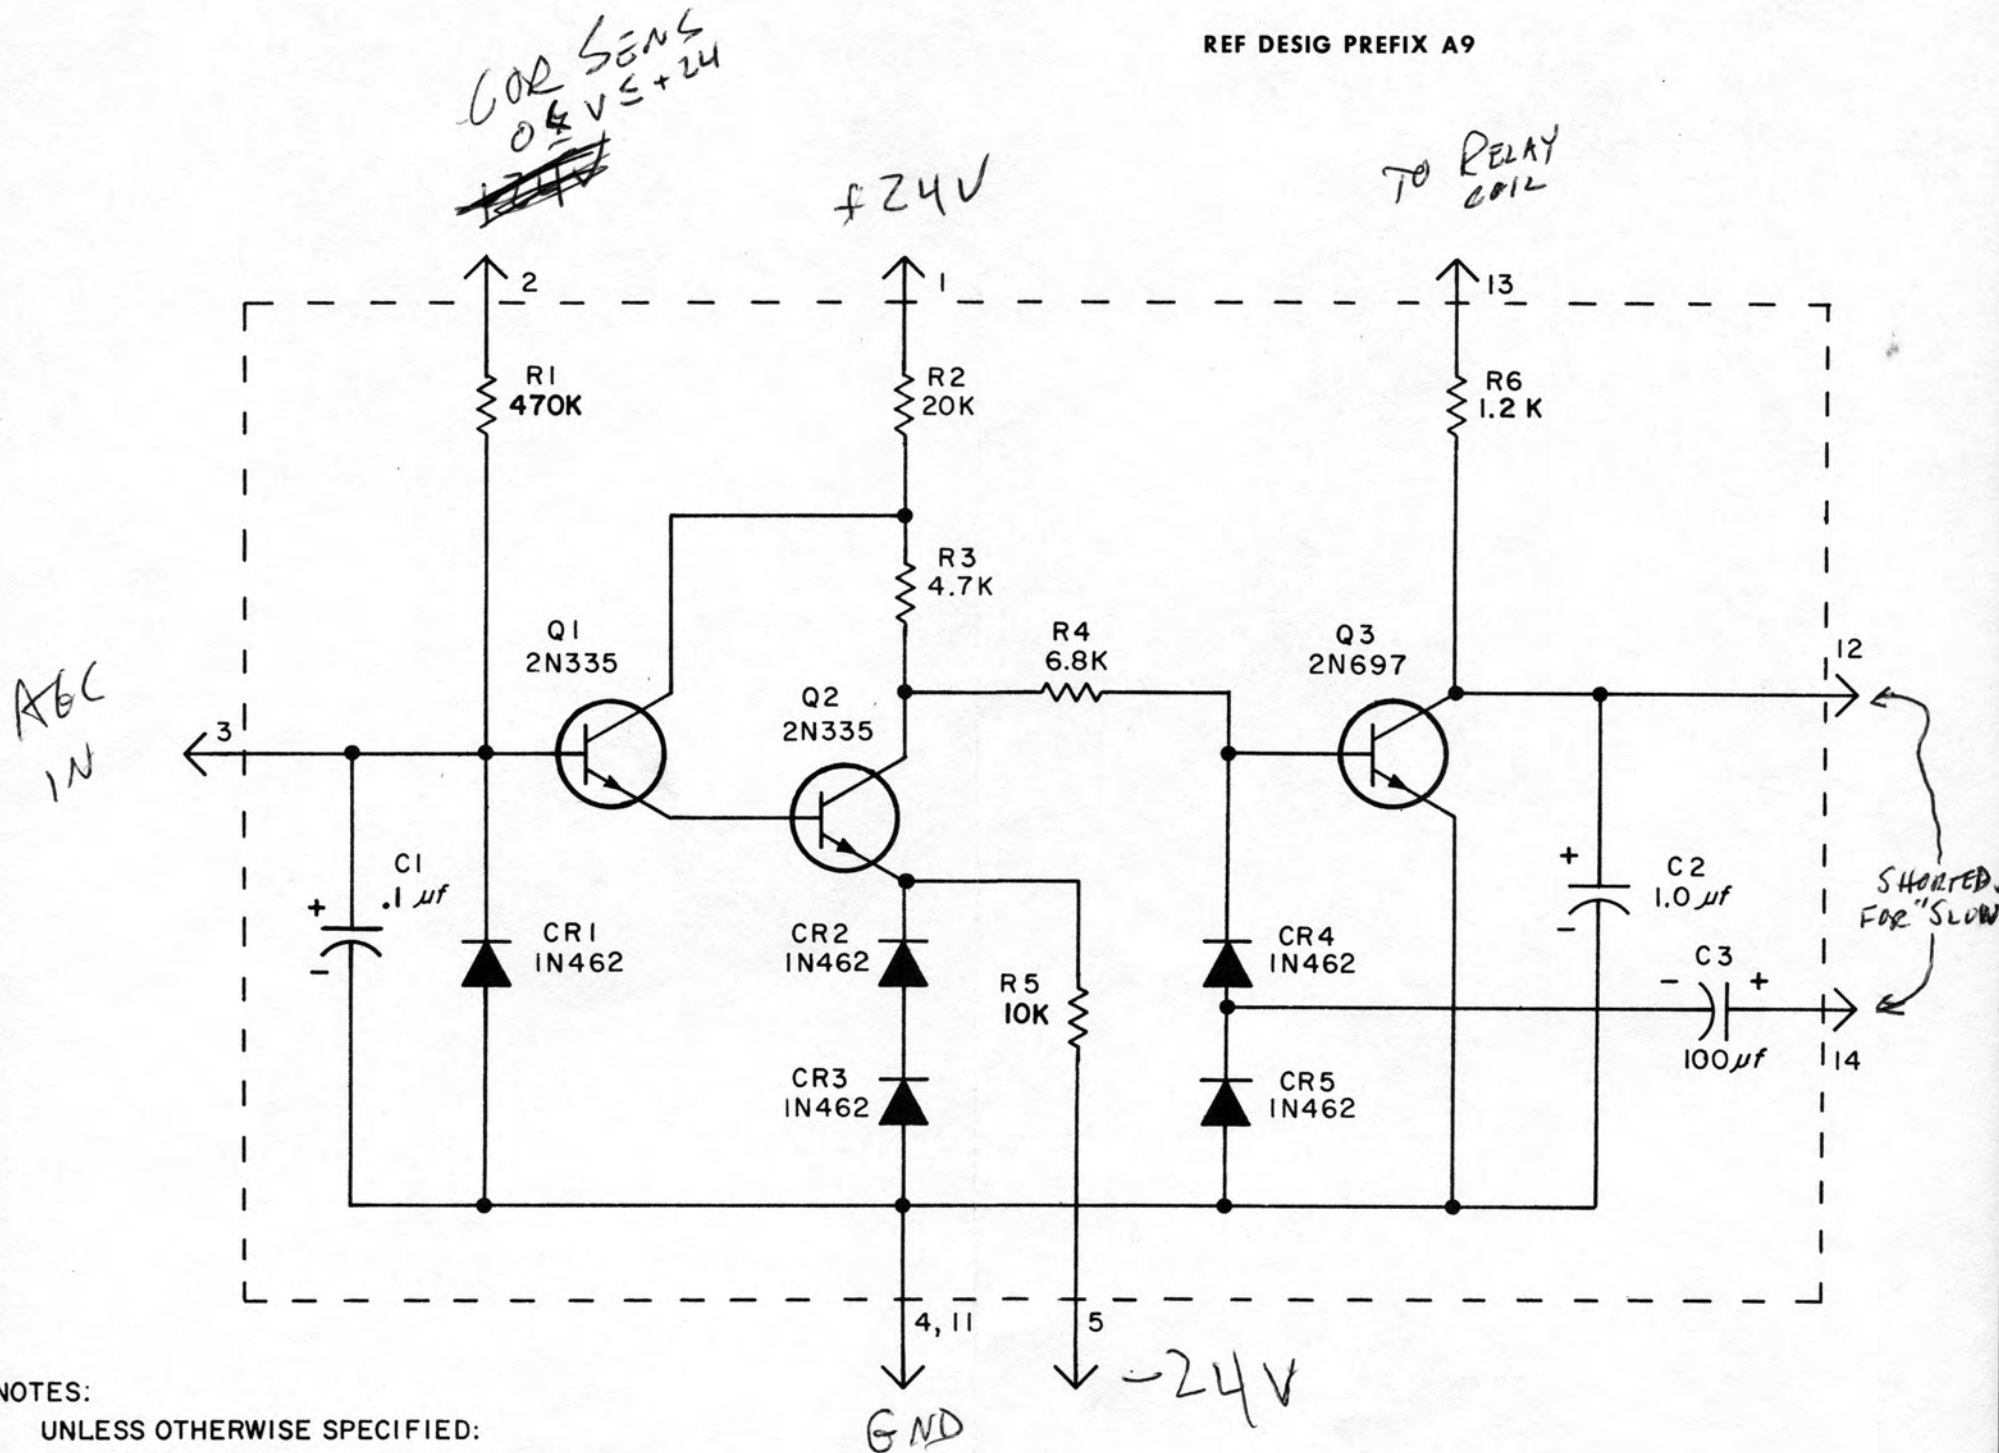 REF DESIG PREFIX A9
COR SENS
0 ≤ V ≤ +24
+24V
TO RELAY
COIL
2
1
13
R1
470K
R2
20K
R6
1.2 K
R3
4.7K
Q1
2N335
R4
6.8K
Q3
2N697
12
AGC
IN
3
Q2
2N335
C1
.1 µf
+
-
CR1
1N462
CR2
1N462
R5
10K
CR4
1N462
+
C2
1.0 µf
-
SHORTED
FOR "SLOW
C3
- +
100µf
14
CR3
1N462
CR5
1N462
4, 11
5
-24V
GND
NOTES:
UNLESS OTHERWISE SPECIFIED: